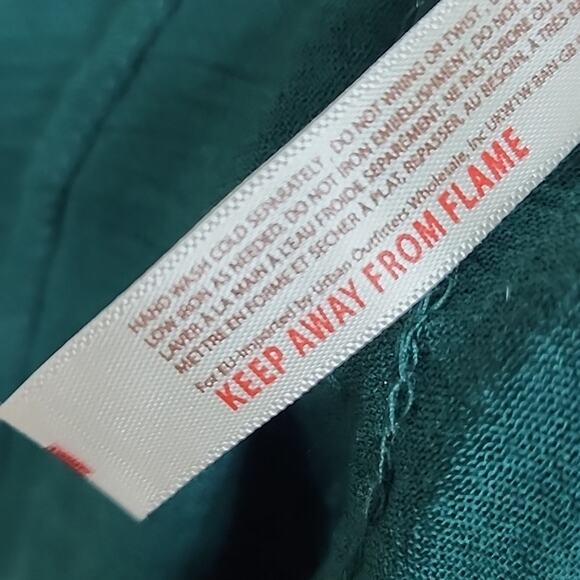 HAND WASH COLD SEPARATELY, DO NOT WRING OR TWIST,
LOW IRON AS NEEDED. DO NOT IRON EMBELLISHMENT. DO NOT
LAVER À LA MAIN À L'EAU FROIDE SÉPARÉMENT, NE PAS TORDRE OU
METTRE EN FORME ET SÉCHER À PLAT, REPASSER, AU BESOIN, À TRÈS
For EU-Imported by Urban Outfitters Wholesale, Inc UKW1W
KEEP AWAY FROM FLAME